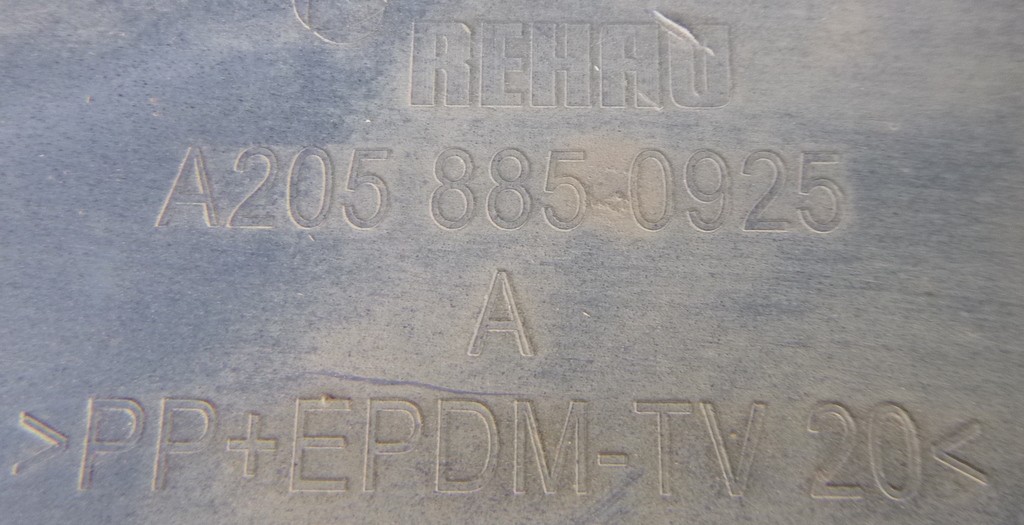 REHAU
A205 885 0925
A
>PP+EPDM-TV 20<